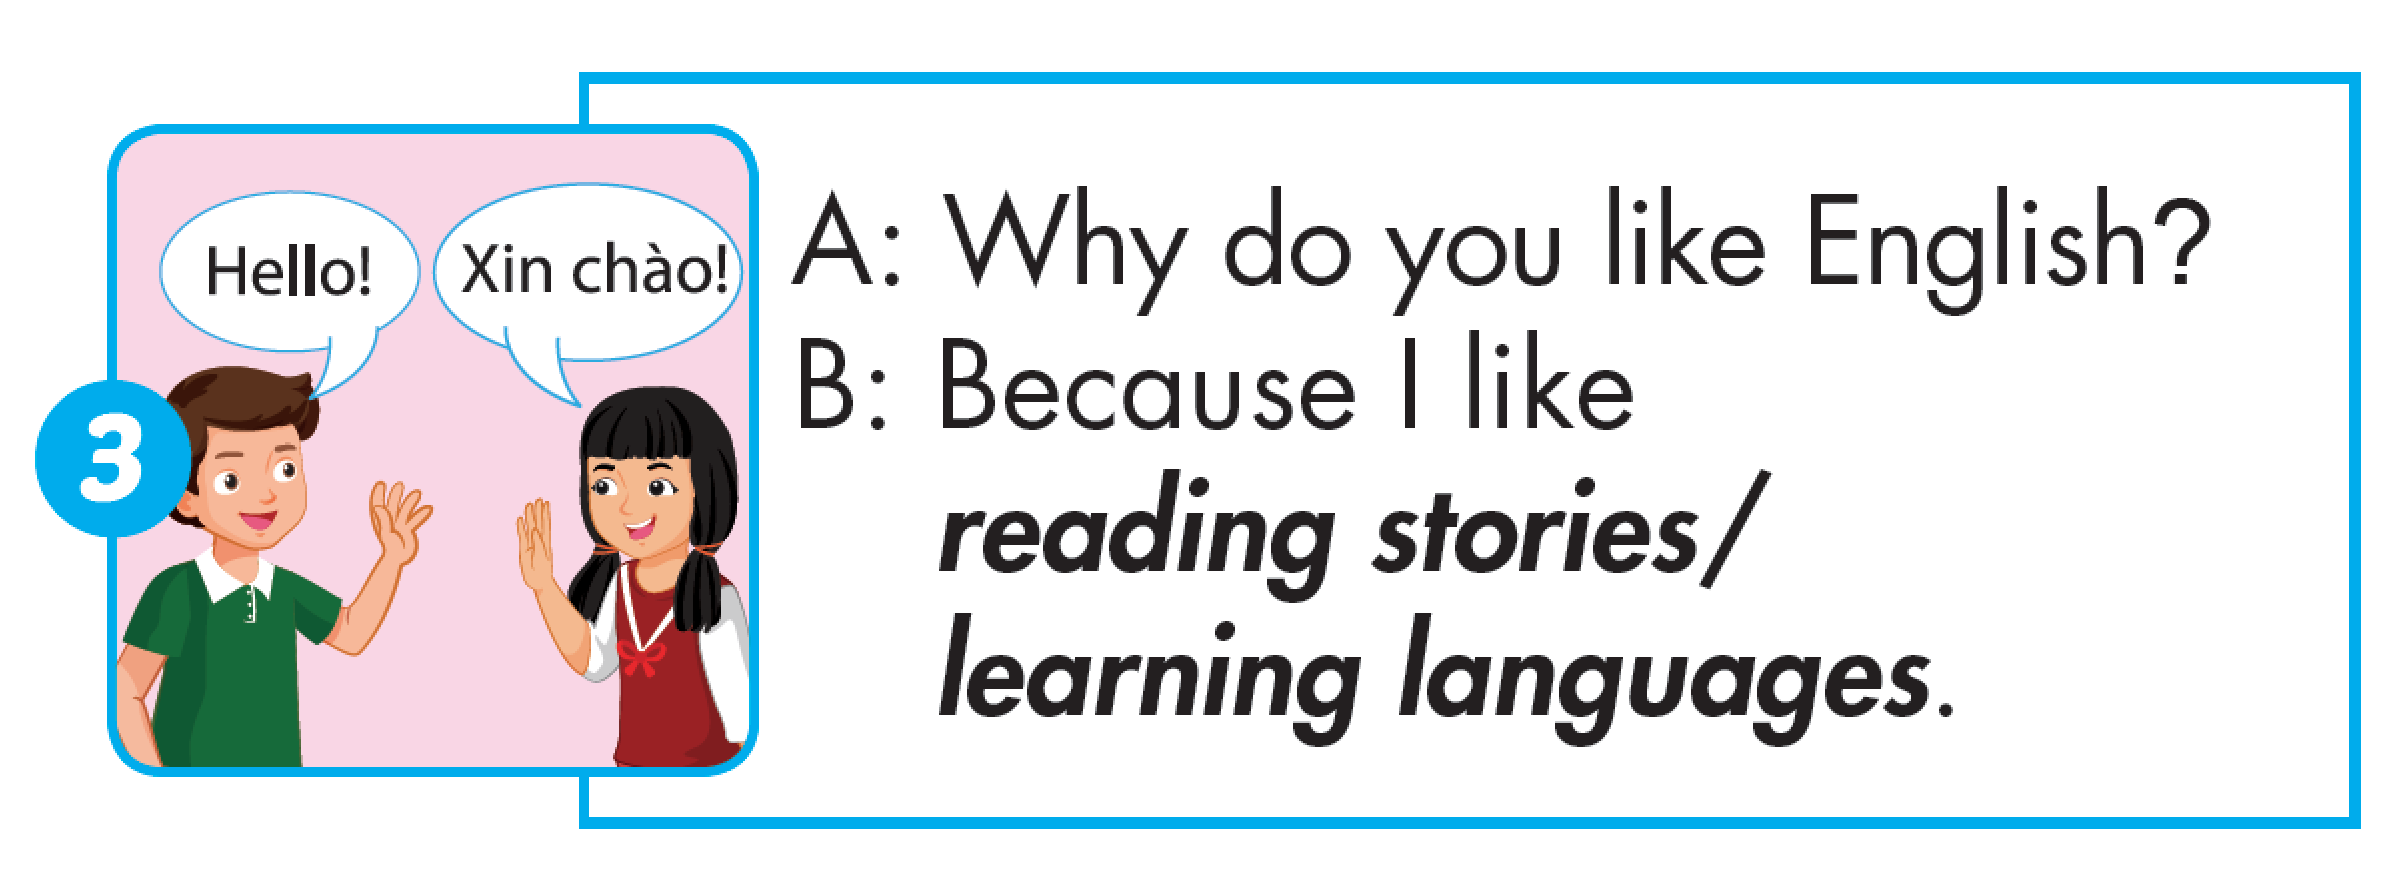 Hello!
Xin chào!
3
A: Why do you like English?
B: Because I like
reading stories/
learning languages.